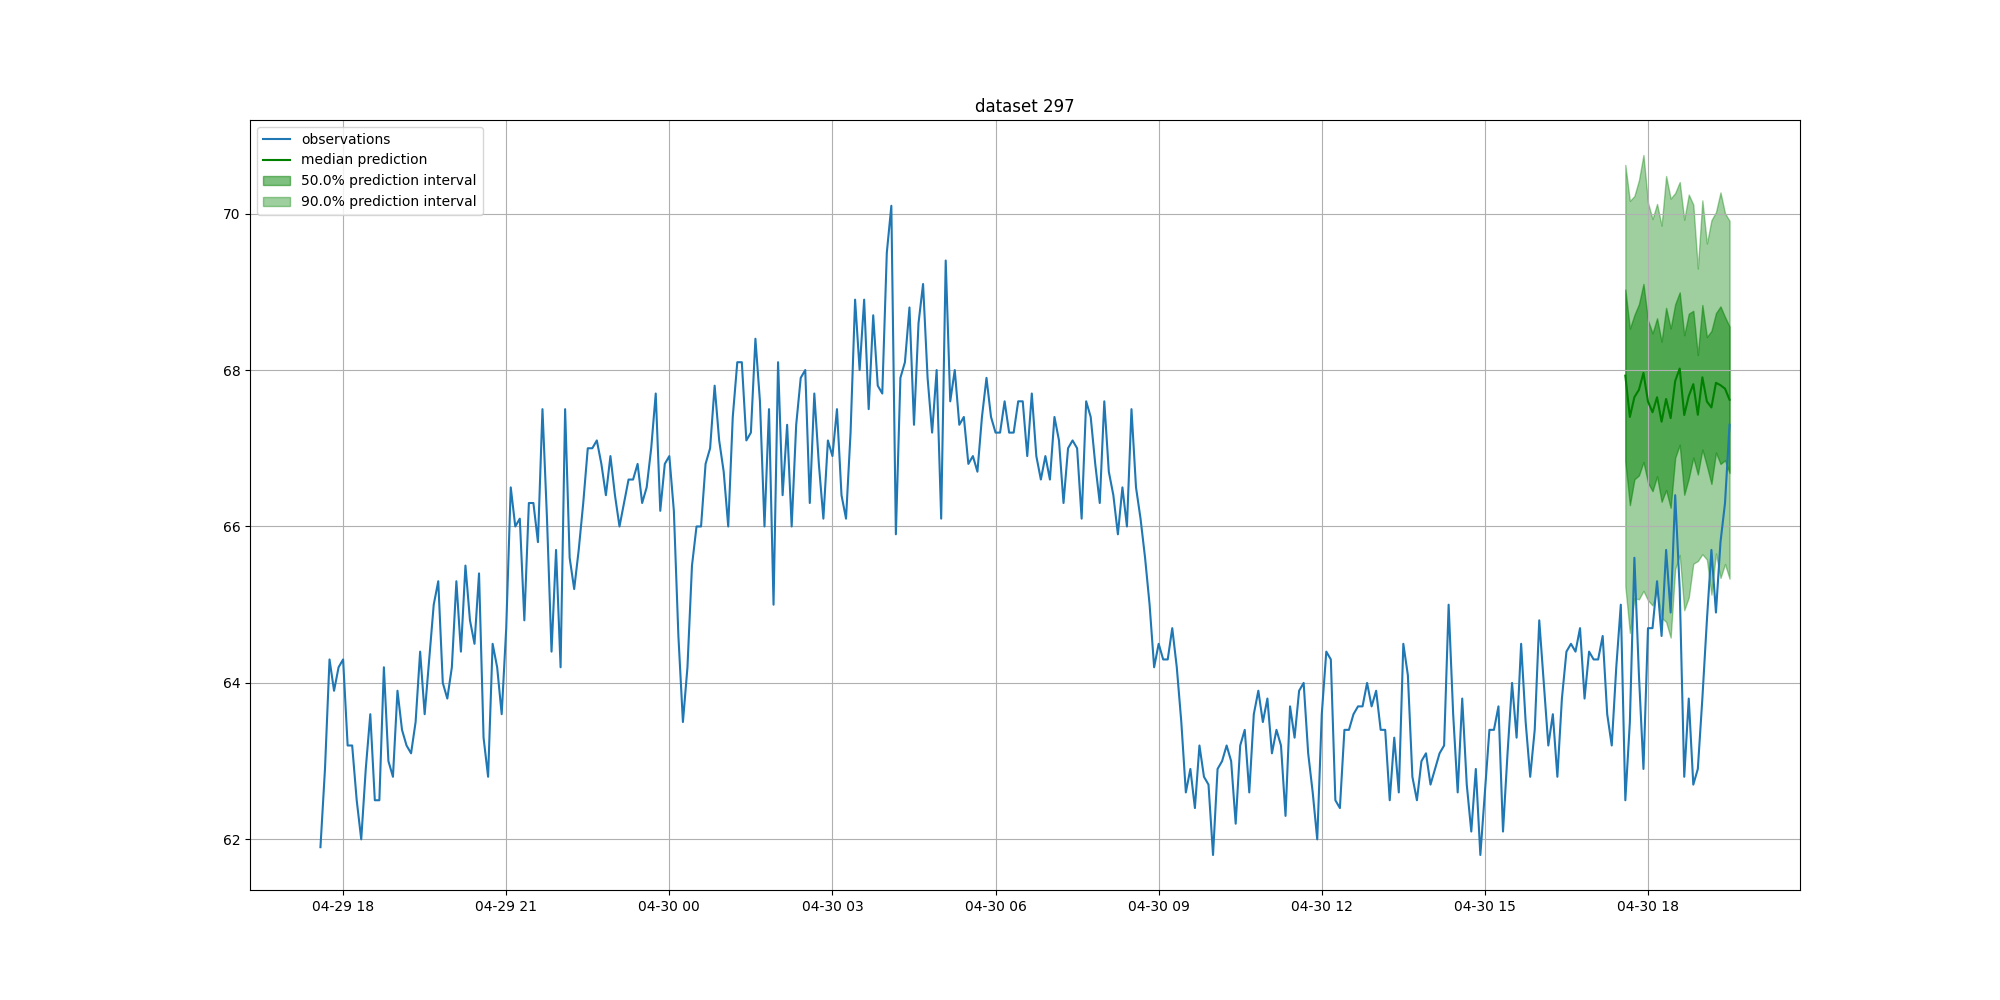 dataset 297
observations
median prediction
50.0% prediction interval
90.0% prediction interval
70
68
66
64
62
04-29 18
04-29 21
04-30 00
04-30 03
04-30 06
04-30 09
04-30 12
04-30 15
04-30 18